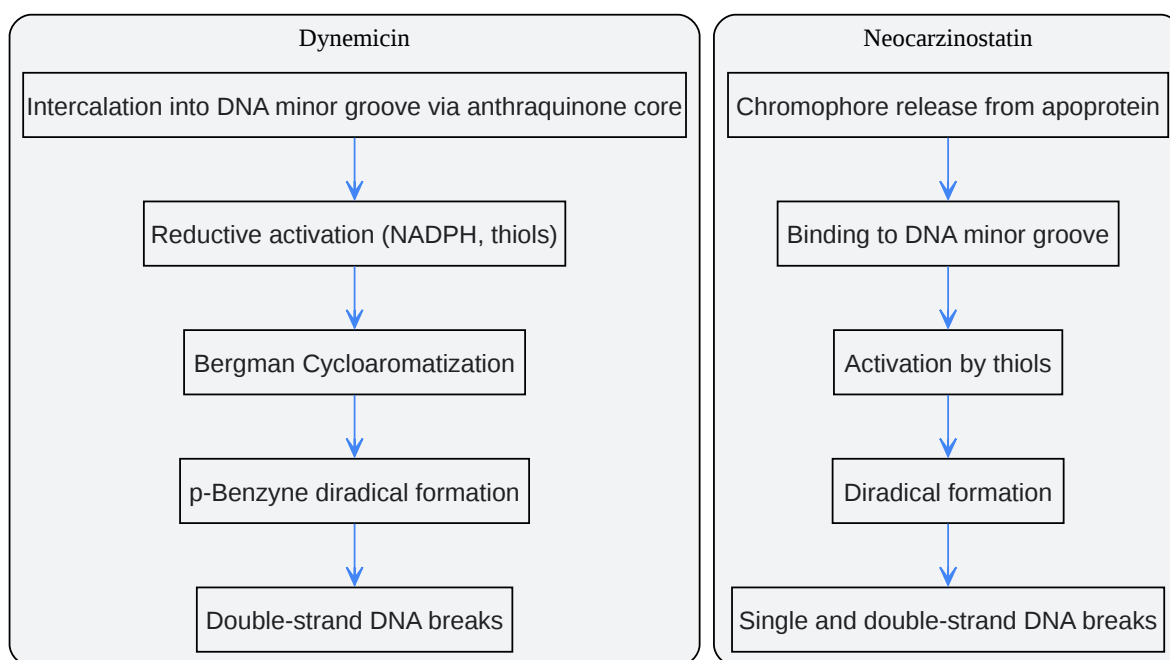 Dynemicin
Intercalation into DNA minor groove via anthraquinone core
Reductive activation (NADPH, thiols)
Bergman Cycloaromatization
p-Benzyne diradical formation
Double-strand DNA breaks
Neocarzinostatin
Chromophore release from apoprotein
Binding to DNA minor groove
Activation by thiols
Diradical formation
Single and double-strand DNA breaks